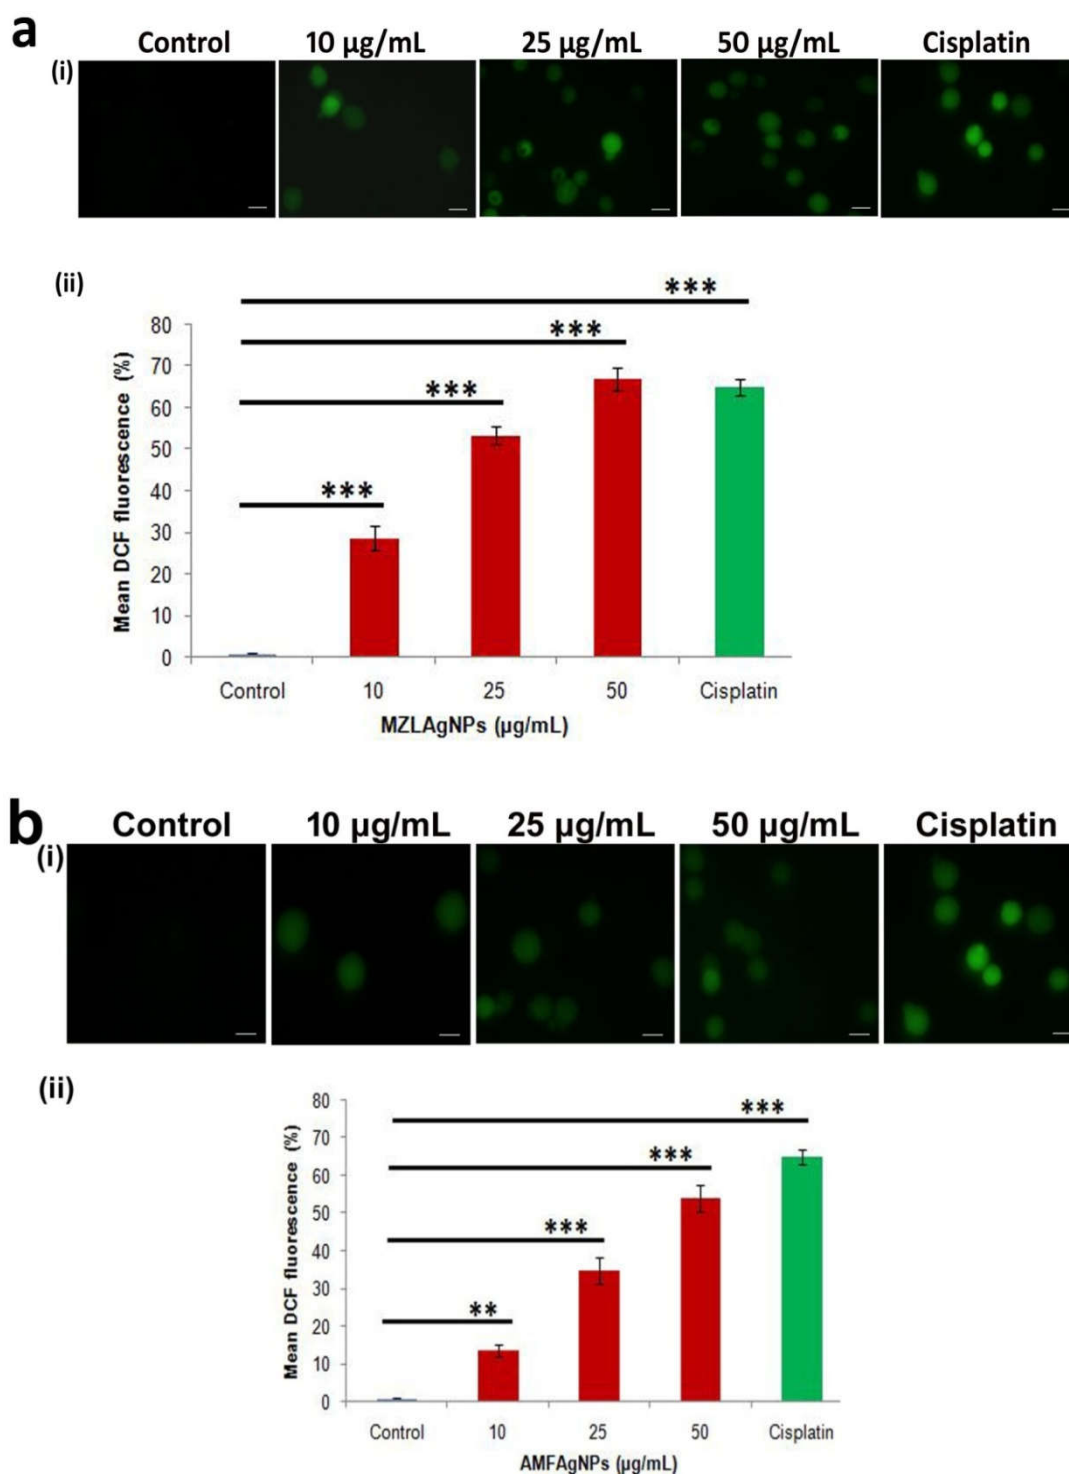 a
Control 10 µg/mL 25 µg/mL 50 µg/mL Cisplatin
(i)
(ii)
***
***
***
***
80
70
60
50
40
30
20
10
0
Mean DCF fluorescence (%)
Control 10 25 50 Cisplatin
MZLAgNPs (µg/mL)
b
Control 10 µg/mL 25 µg/mL 50 µg/mL Cisplatin
(i)
(ii)
***
***
***
**
80
70
60
50
40
30
20
10
0
Mean DCF fluorescence (%)
Control 10 25 50 Cisplatin
AMFAgNPs (µg/mL)